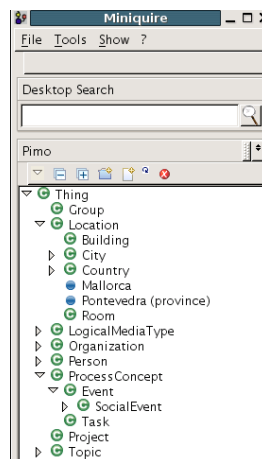 Miniquire
File Tools Show ?
Desktop Search
Pimo
Thing
Group
Location
Building
City
Country
Mallorca
Pontevedra (province)
Room
LogicalMediaType
Organization
Person
ProcessConcept
Event
SocialEvent
Task
Project
Topic